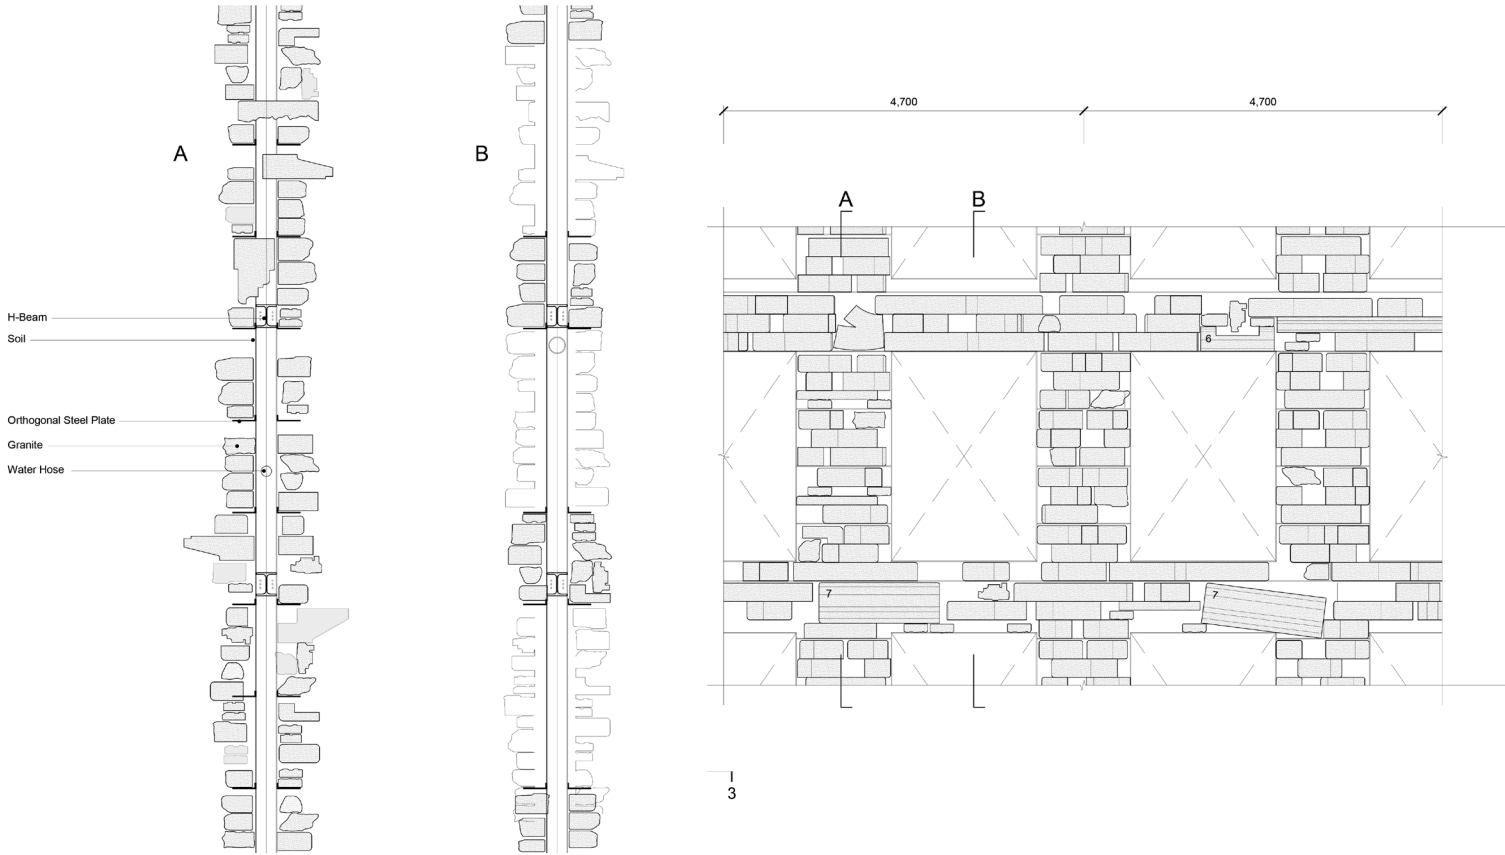 A
B
H-Beam
Soil
Orthogonal Steel Plate
Granite
Water Hose
4,700
4,700
A
B
6
7
7
3